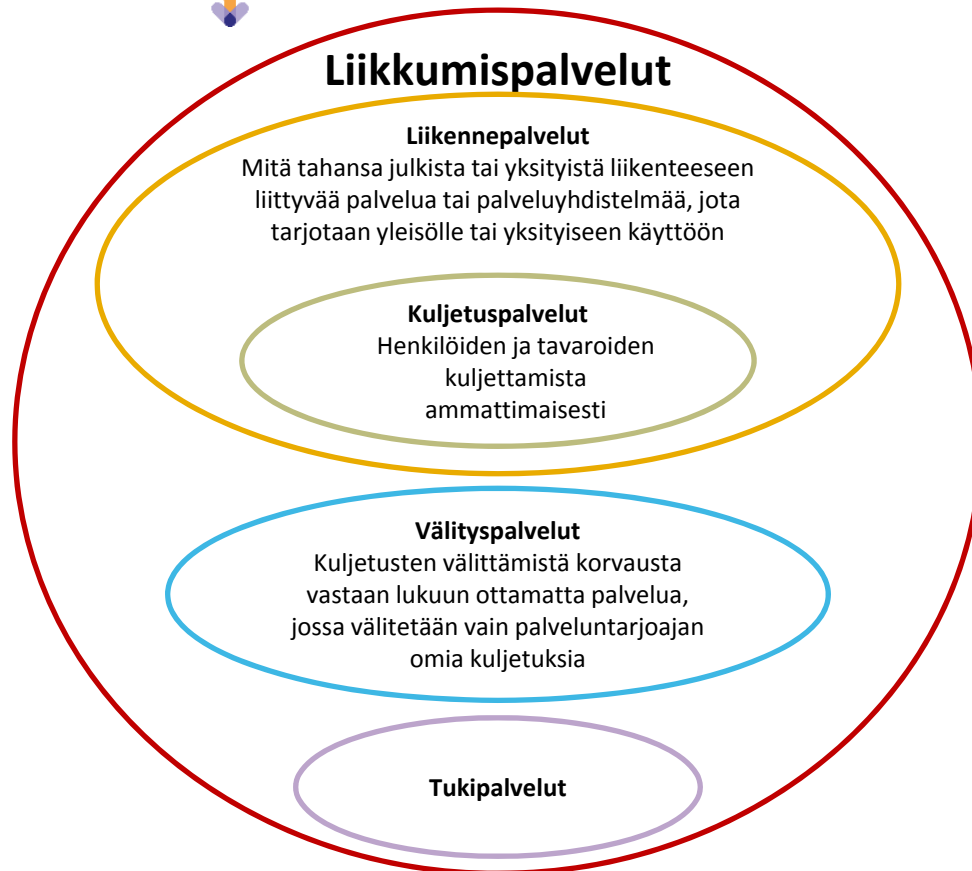 Liikkumispalvelut
Liikennepalvelut
Mitä tahansa julkista tai yksityistä liikenteeseen
liittyvää palvelua tai palveluyhdistelmää, jota
tarjotaan yleisölle tai yksityiseen käyttöön
Kuljetuspalvelut
Henkilöiden ja tavaroiden
kuljettamista
ammattimaisesti
Välityspalvelut
Kuljetusten välittämistä korvausta
vastaan lukuun ottamatta palvelua,
jossa välitetään vain palveluntarjoajan
omia kuljetuksia
Tukipalvelut